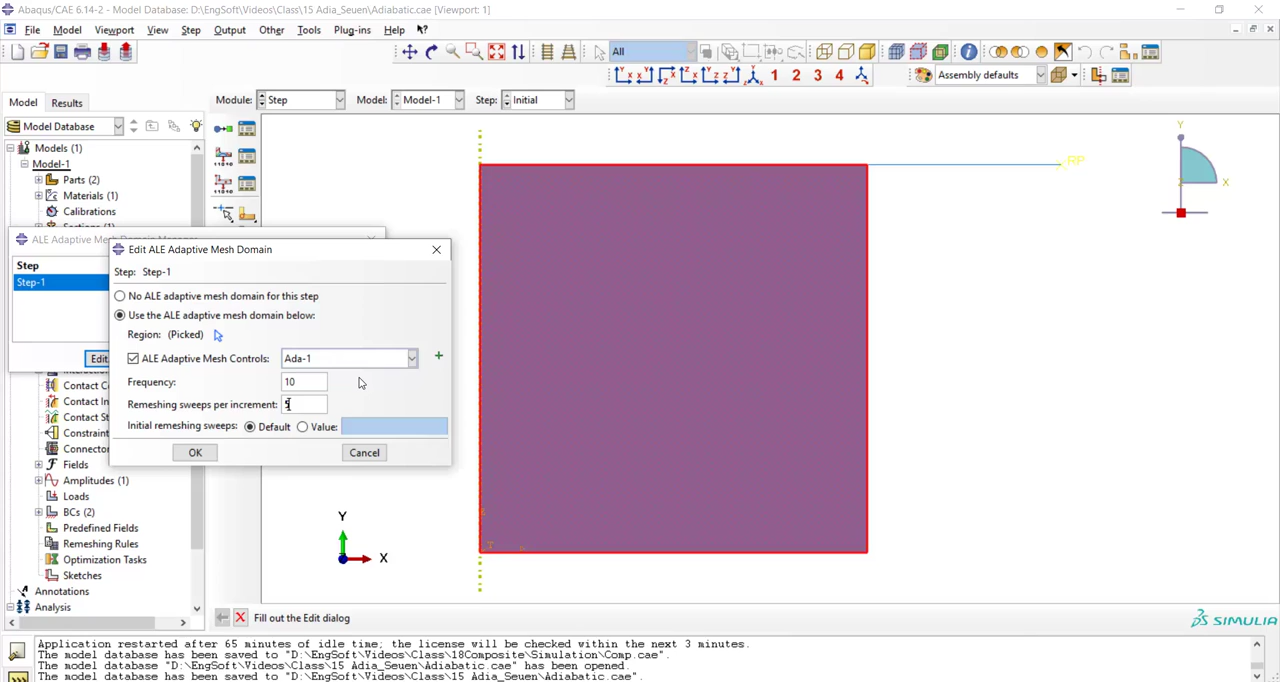 Abaqus/CAE 6.14-2 - Model Database: D:\EngSoft\Videos\Class\15 Adia_Seuen\Adiabatic.cae [Viewport: 1]
File Model Viewport View Step Output Other Tools Plug-ins Help
All
1 2 3 4 Assembly defaults
Model Results Module: Step Model: Model-1 Step: Initial
Model Database
Models (1)
Model-1
Parts (2)
Materials (1)
Calibrations
Y
X
RP
ALE Adaptive Mesh Domain
Edit ALE Adaptive Mesh Domain
Step
Step-1
Edit
Step: Step-1
No ALE adaptive mesh domain for this step
Use the ALE adaptive mesh domain below:
Region: (Picked)
ALE Adaptive Mesh Controls: Ada-1
Frequency: 10
Remeshing sweeps per increment:
Initial remeshing sweeps: Default Value:
OK Cancel
Contact Co
Contact In
Contact St
Constraint
Connector
Fields
Amplitudes (1)
Loads
BCs (2)
Predefined Fields
Remeshing Rules
Optimization Tasks
Sketches
Annotations
Analysis
Y
X
T
Fill out the Edit dialog
SIMULIA
Application restarted after 65 minutes of idle time; the license will be checked within the next 3 minutes.
The model database has been saved to "D:\EngSoft\Videos\Class\18Composite\Simulation\Comp.cae".
The model database "D:\EngSoft\Videos\Class\15 Adia_Seuen\Adiabatic.cae" has been opened.
The model database has been saved to "D:\EngSoft\Videos\Class\15 Adia_Seuen\Adiabatic.cae".